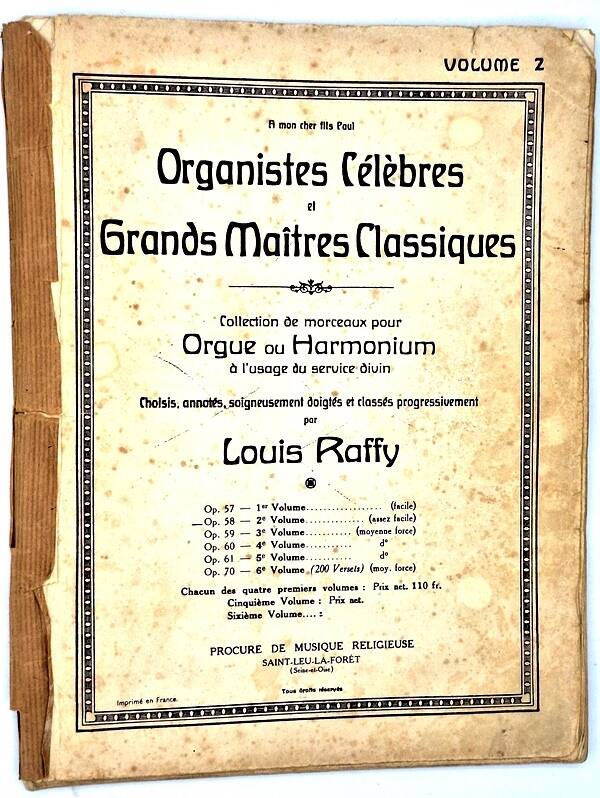 VOLUME 2
A mon cher fils Paul
Organistes Célèbres
et
Grands Maîtres Classiques
Collection de morceaux pour
Orgue ou Harmonium
à l'usage du service divin
Choisis, annotés, soigneusement doigtés et classés progressivement
par
Louis Raffy
Op. 57 — 1er Volume................... (facile)
Op. 58 — 2e Volume.............. (assez facile)
Op. 59 — 3e Volume........... (moyenne force)
Op. 60 — 4e Volume........... do
Op. 61 — 5e Volume........... do
Op. 70 — 6e Volume (200 Versets) (moy. force)
Chacun des quatre premiers volumes : Prix net. 110 fr.
Cinquième Volume : Prix net.
Sixième Volume.... :
PROCURE DE MUSIQUE RELIGIEUSE
SAINT-LEU-LA-FORÊT
(Seine-et-Oise)
Tous droits réservés
Imprimé en France.